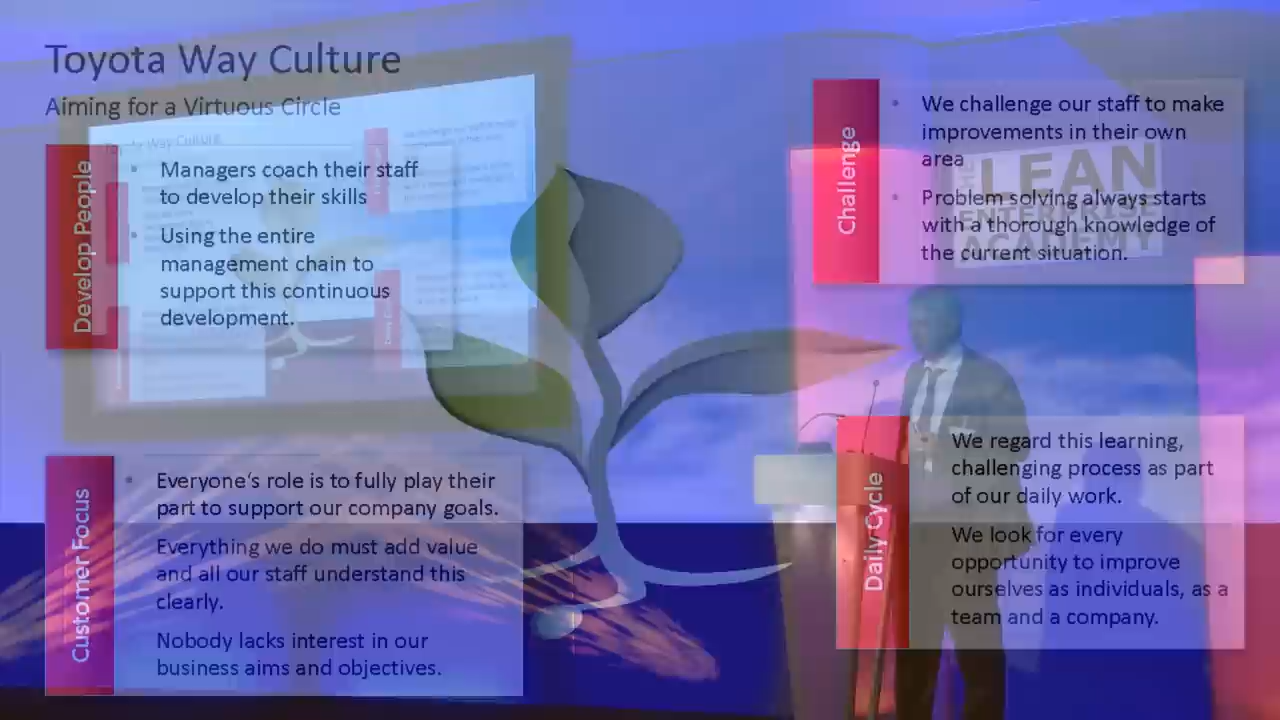 Toyota Way Culture
Aiming for a Virtuous Circle
Develop People
• Managers coach their staff
to develop their skills
• Using the entire
management chain to
support this continuous
development.
Challenge
• We challenge our staff to make
improvements in their own
area
• Problem solving always starts
with a thorough knowledge of
the current situation.
THE
LEAN
ENTERPRISE
ACADEMY
Customer Focus
• Everyone's role is to fully play their
part to support our company goals.
Everything we do must add value
and all our staff understand this
clearly.
Nobody lacks interest in our
business aims and objectives.
Daily Cycle
• We regard this learning,
challenging process as part
of our daily work.
We look for every
opportunity to improve
ourselves as individuals, as a
team and a company.